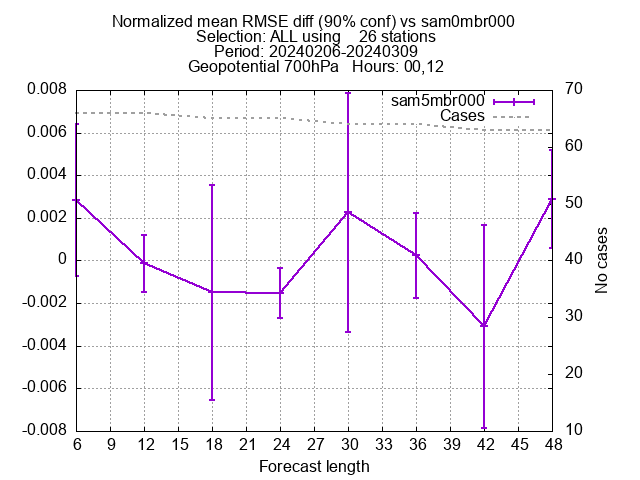 Normalized mean RMSE diff (90% conf) vs sam0mbr000
Selection: ALL using    26 stations
Period: 20240206-20240309
Geopotential 700hPa   Hours: 00,12
sam5mbr000
Cases
0.008
0.006
0.004
0.002
0
-0.002
-0.004
-0.006
-0.008
70
60
50
40
30
20
10
No cases
6 9 12 15 18 21 24 27 30 33 36 39 42 45 48
Forecast length